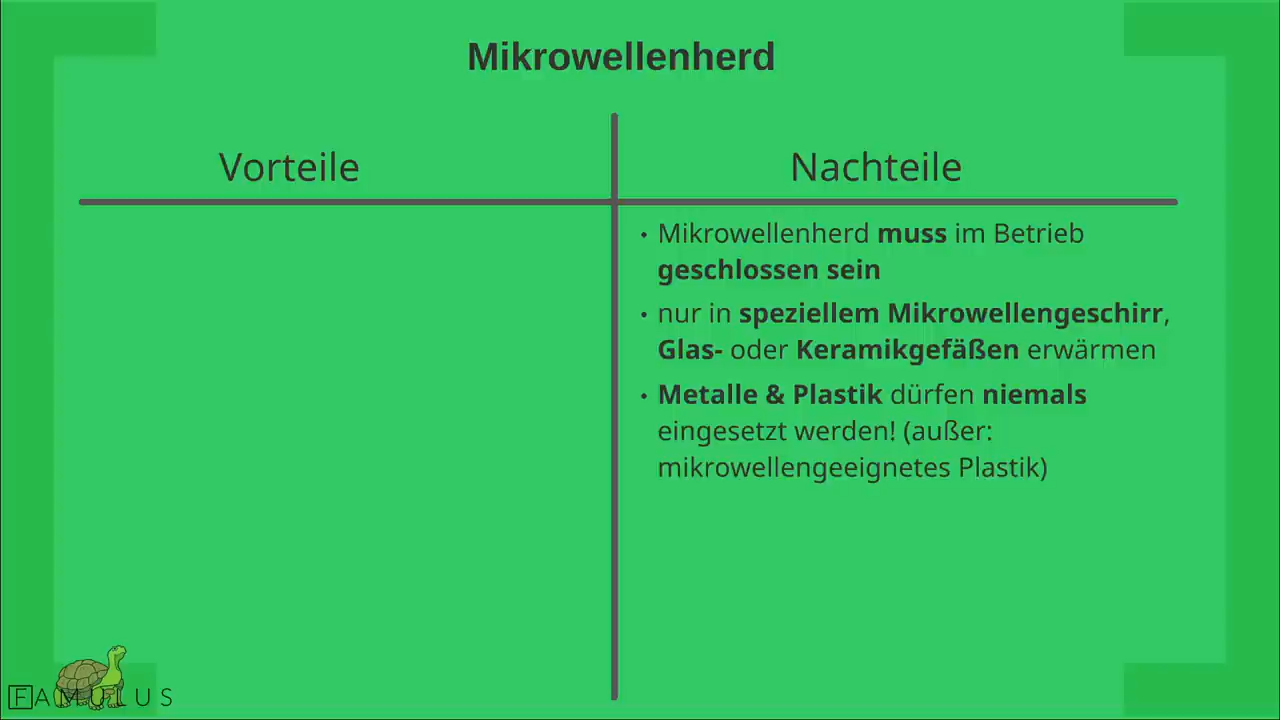 Mikrowellenherd
Vorteile
Nachteile
• Mikrowellenherd muss im Betrieb
geschlossen sein
• nur in speziellem Mikrowellengeschirr,
Glas- oder Keramikgefäßen erwärmen
• Metalle & Plastik dürfen niemals
eingesetzt werden! (außer:
mikrowellengeeignetes Plastik)
FAMULUS